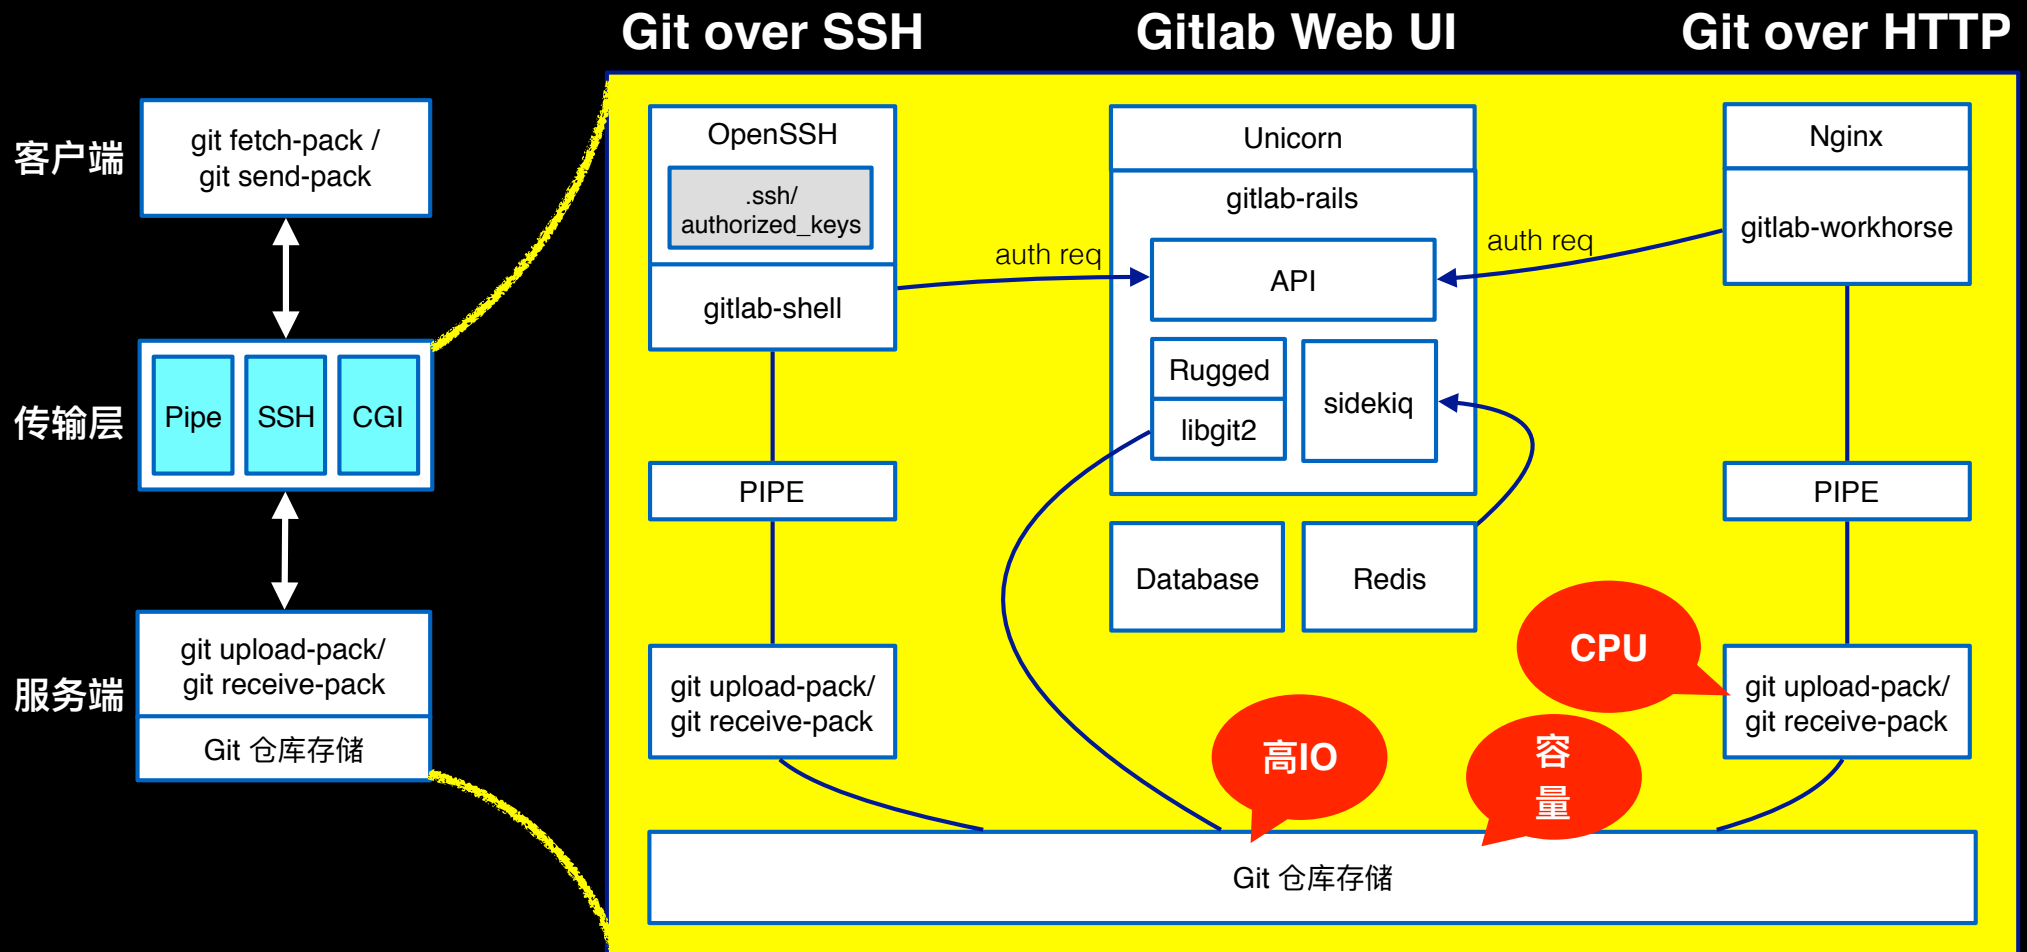 Git over SSH
Gitlab Web UI
Git over HTTP
客户端
git fetch-pack /
git send-pack
传输层
Pipe
SSH
CGI
服务端
git upload-pack/
git receive-pack
Git 仓库存储
OpenSSH
.ssh/
authorized_keys
gitlab-shell
auth req
PIPE
git upload-pack/
git receive-pack
Unicorn
gitlab-rails
API
Rugged
libgit2
sidekiq
Database
Redis
auth req
Nginx
gitlab-workhorse
PIPE
CPU
git upload-pack/
git receive-pack
高IO
容
量
Git 仓库存储